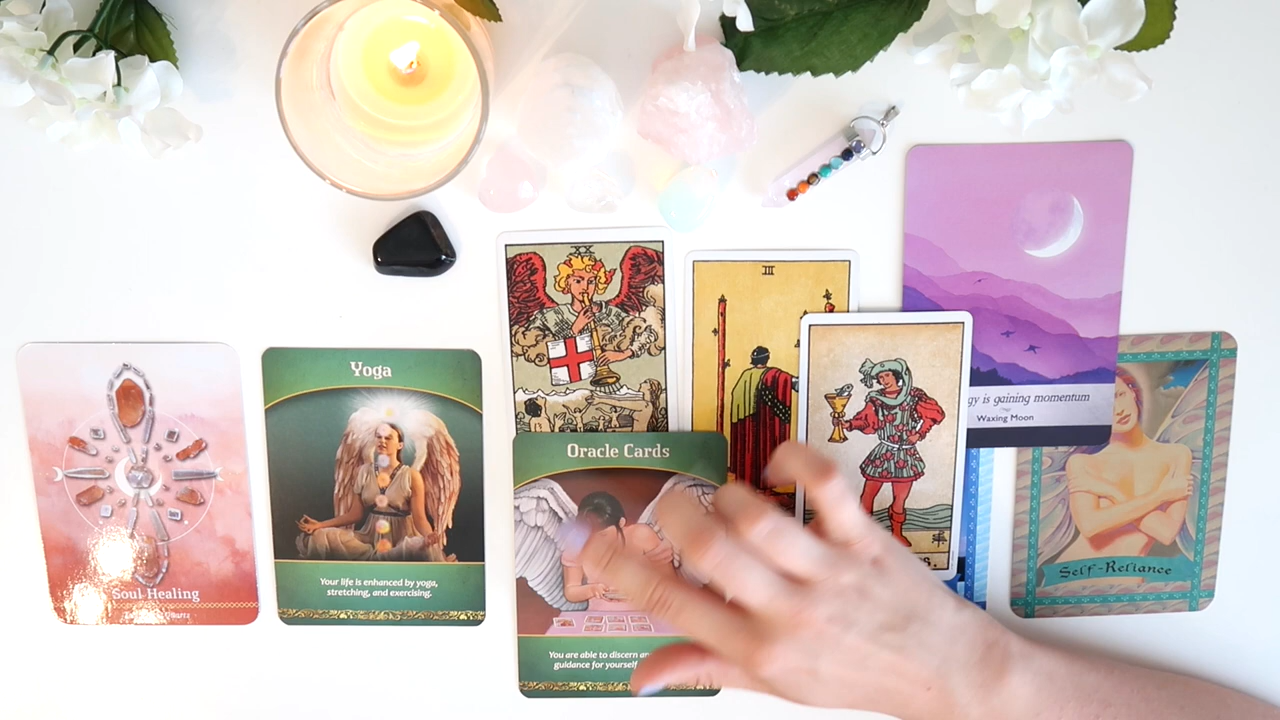 Soul Healing
Yoga
Your life is enhanced by yoga,
stretching, and exercising.
XX
III
Oracle Cards
You are able to discern
guidance for yourself
is gaining momentum
Waxing Moon
Self-Reliance